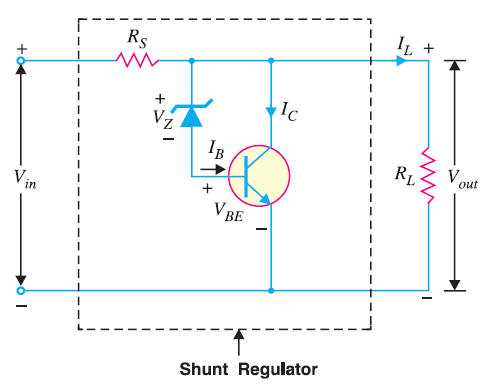 R_S
I_L +
+
+
V_Z
−
I_C
I_B
+
V_BE
−
V_in
R_L
V_out
−
−
Shunt Regulator